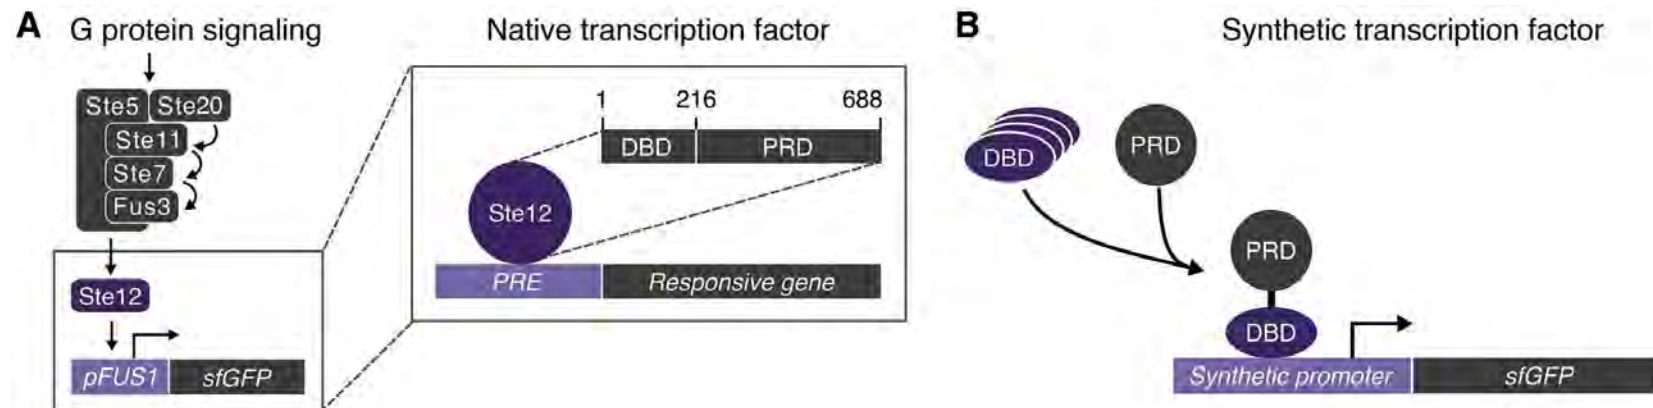 A
G protein signaling
Ste5 Ste20
Ste11
Ste7
Fus3
Ste12
pFUS1 sfGFP
Native transcription factor
1 216 688
DBD PRD
Ste12
PRE Responsive gene
B
Synthetic transcription factor
DBD PRD
PRD
DBD
Synthetic promoter sfGFP